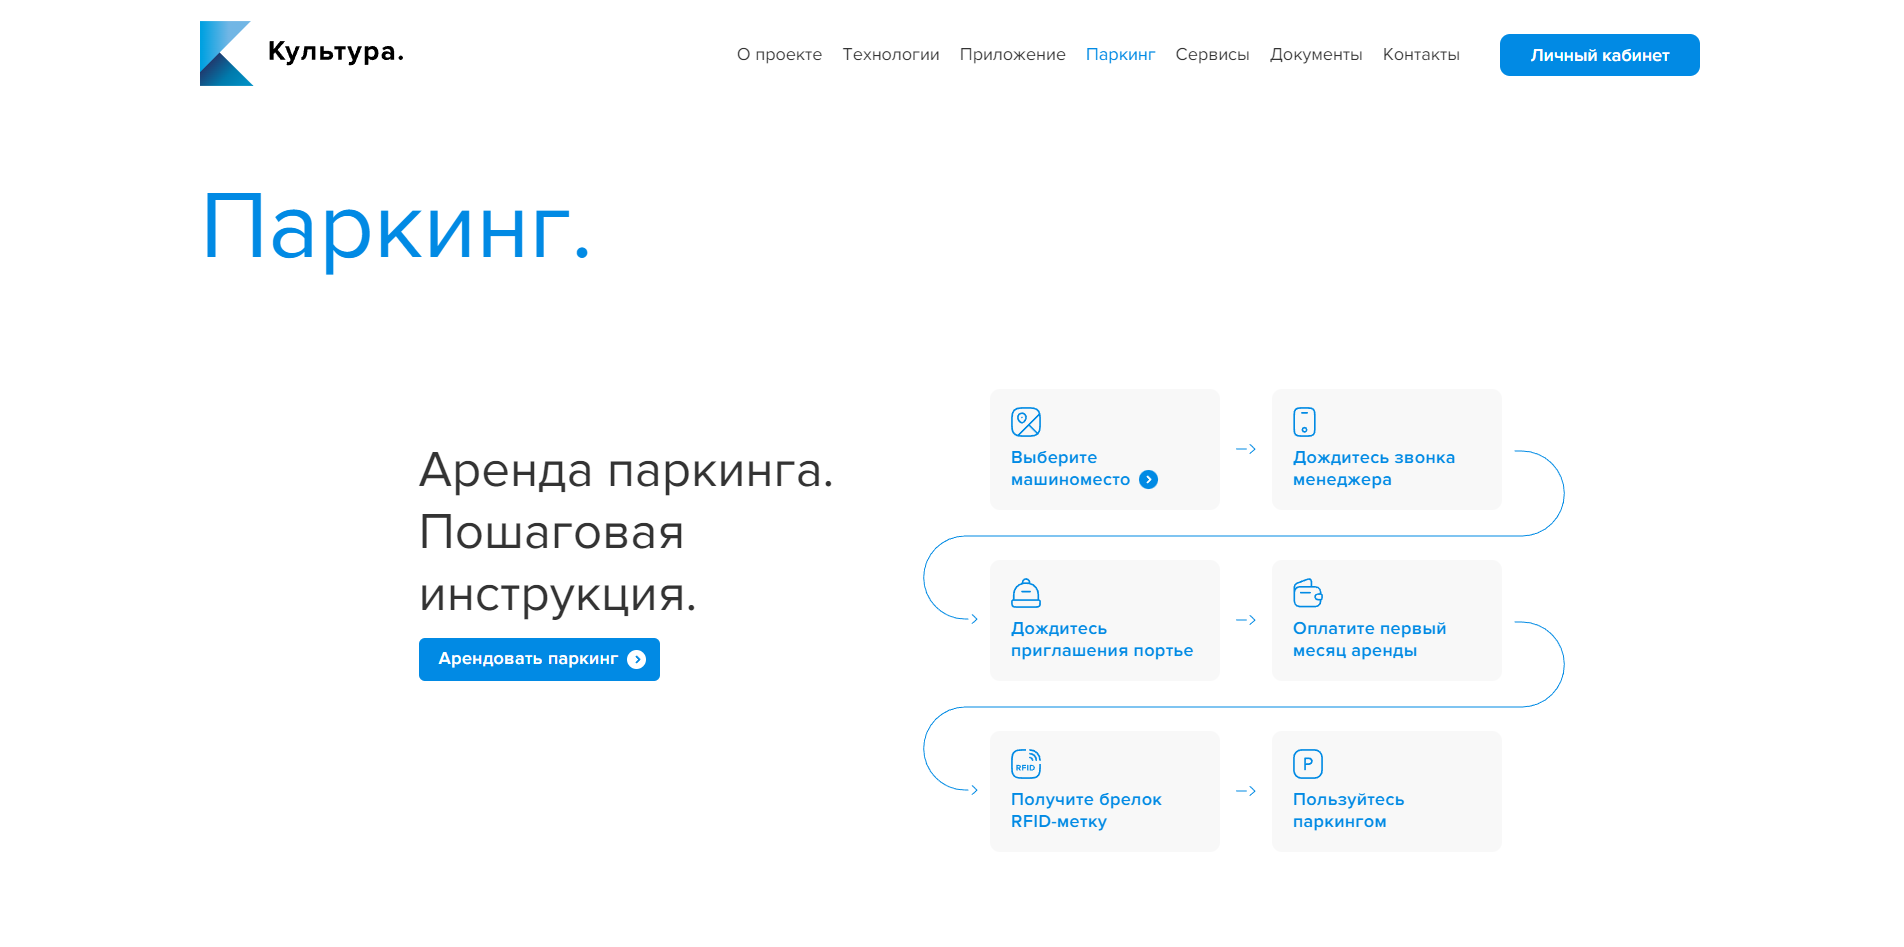 Культура.
О проекте Технологии Приложение Паркинг Сервисы Документы Контакты Личный кабинет
Паркинг.
Аренда паркинга.
Пошаговая
инструкция.
Арендовать паркинг
Выберите
машиноместо
Дождитесь звонка
менеджера
Дождитесь
приглашения портье
Оплатите первый
месяц аренды
RFID
Получите брелок
RFID-метку
P
Пользуйтесь
паркингом